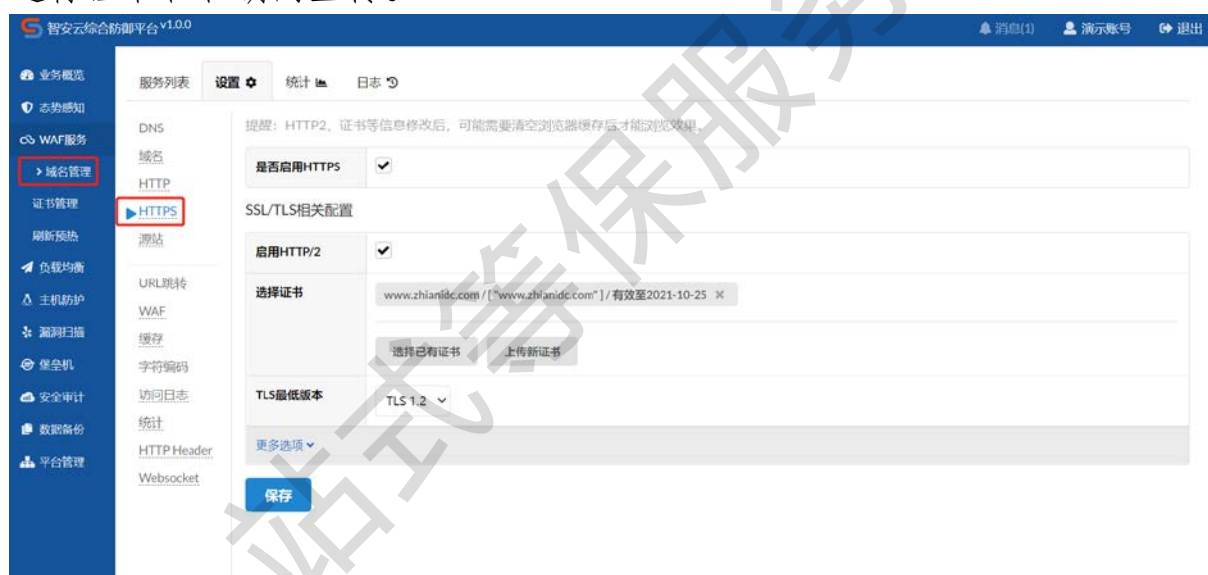 智安云综合防御平台V1.0.0
消息(1) 演示账号 退出
业务概览
态势感知
WAF服务
域名管理
证书管理
刷新预热
负载均衡
主机防护
漏洞扫描
堡垒机
安全审计
数据备份
平台管理
服务列表 设置 统计 日志
DNS
域名
HTTP
HTTPS
源站
URL跳转
WAF
缓存
字符编码
访问日志
统计
HTTP Header
Websocket
提醒：HTTP2、证书等信息修改后，可能需要清空浏览器缓存后才能浏览效果。
是否启用HTTPS
SSL/TLS相关配置
启用HTTP/2
选择证书
www.zhianidc.com / [ "www.zhianidc.com" ] / 有效至2021-10-25 ×
选择已有证书 上传新证书
TLS最低版本
TLS 1.2
更多选项
保存
站式等保服务